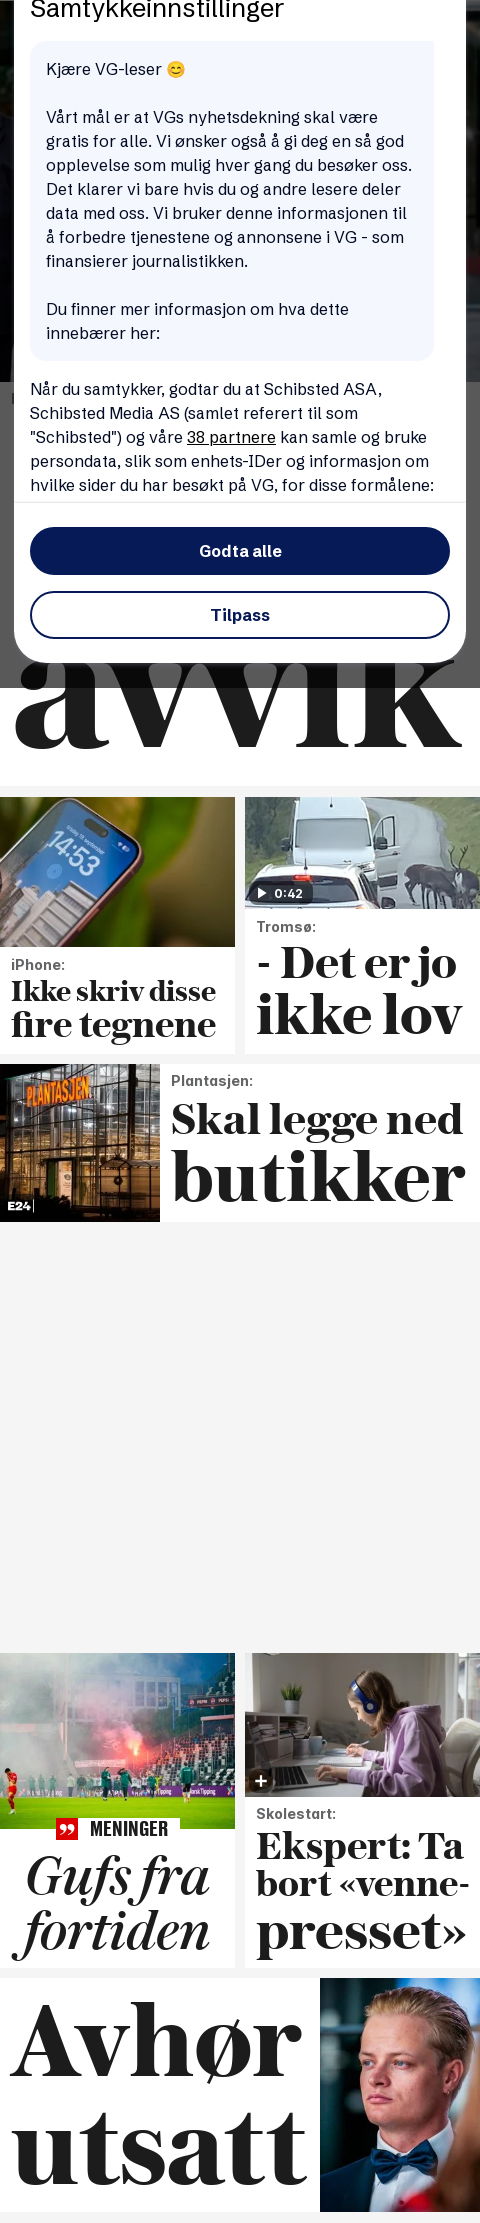 Samtykkeinnstillinger
Kjære VG-leser 😊
Vårt mål er at VGs nyhetsdekning skal være
gratis for alle. Vi ønsker også å gi deg en så god
opplevelse som mulig hver gang du besøker oss.
Det klarer vi bare hvis du og andre lesere deler
data med oss. Vi bruker denne informasjonen til
å forbedre tjenestene og annonsene i VG - som
finansierer journalistikken.
Du finner mer informasjon om hva dette
innebærer her:
Når du samtykker, godtar du at Schibsted ASA,
Schibsted Media AS (samlet referert til som
"Schibsted") og våre 38 partnere kan samle og bruke
persondata, slik som enhets-IDer og informasjon om
hvilke sider du har besøkt på VG, for disse formålene:
Godta alle
Tilpass
avvik
14:53
0:42
iPhone:
Ikke skriv disse
fire tegnene
Tromsø:
- Det er jo
ikke lov
PLANTASJEN
E24
Plantasjen:
Skal legge ned
butikker
MENINGER
Gufs fra
fortiden
Skolestart:
Ekspert: Ta
bort «venne-
presset»
Avhør
utsatt